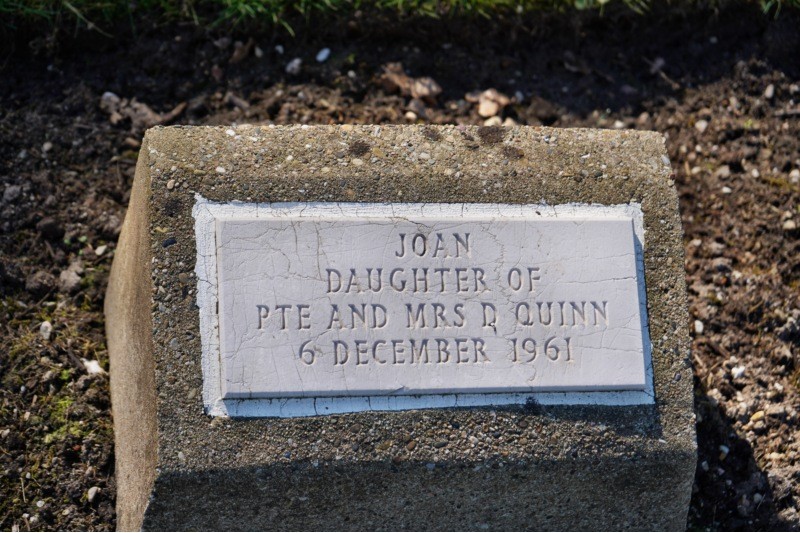 JOAN
DAUGHTER OF
PTE AND MRS D QUINN
6 DECEMBER 1961